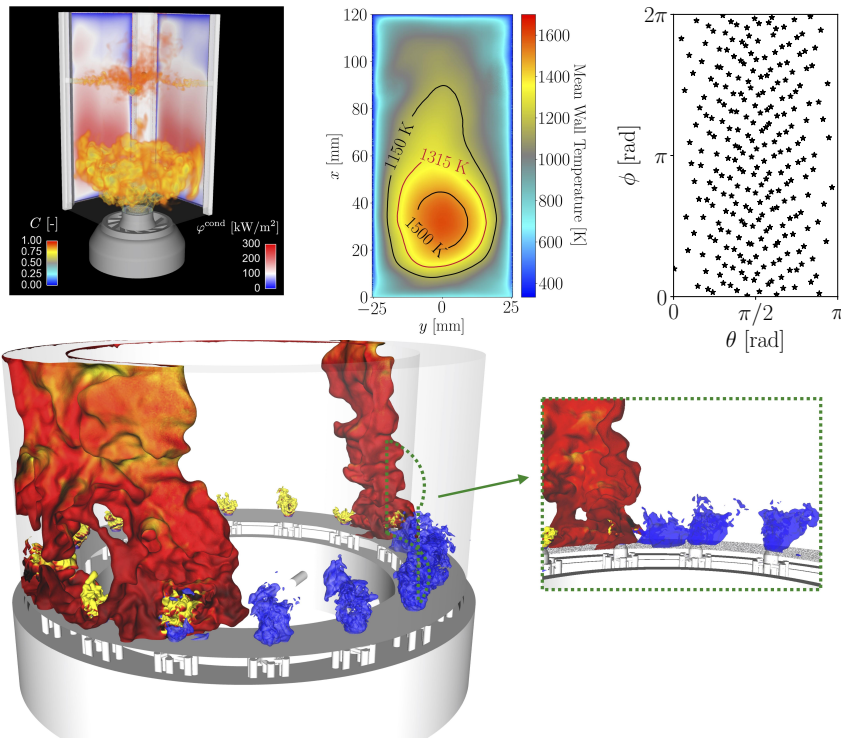 C [-]
1.00
0.75
0.50
0.25
0.00
φᶜᵒⁿᵈ [kW/m²]
300
200
100
0
120
100
80
60
40
20
0
x [mm]
−25
0
25
y [mm]
1150 K
1315 K
1500 K
1600
1400
1200
1000
800
600
400
Mean Wall Temperature [K]
2π
π
0
ϕ [rad]
0
π/2
π
θ [rad]